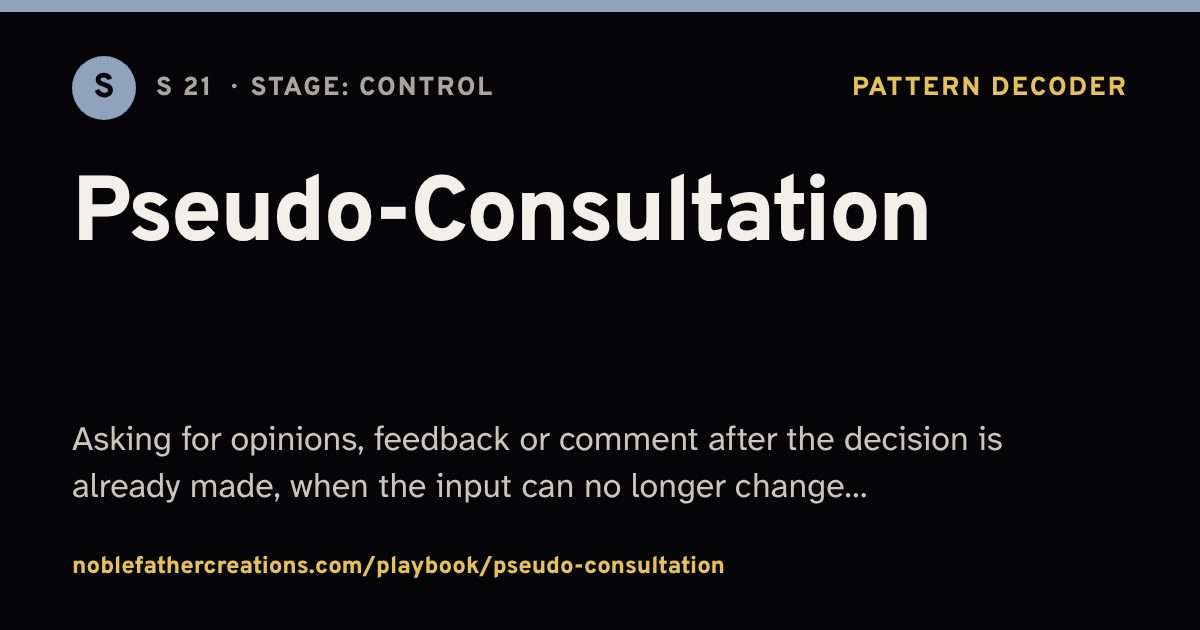 S
S 21 · STAGE: CONTROL
PATTERN DECODER
Pseudo-Consultation
Asking for opinions, feedback or comment after the decision is
already made, when the input can no longer change...
noblefathercreations.com/playbook/pseudo-consultation